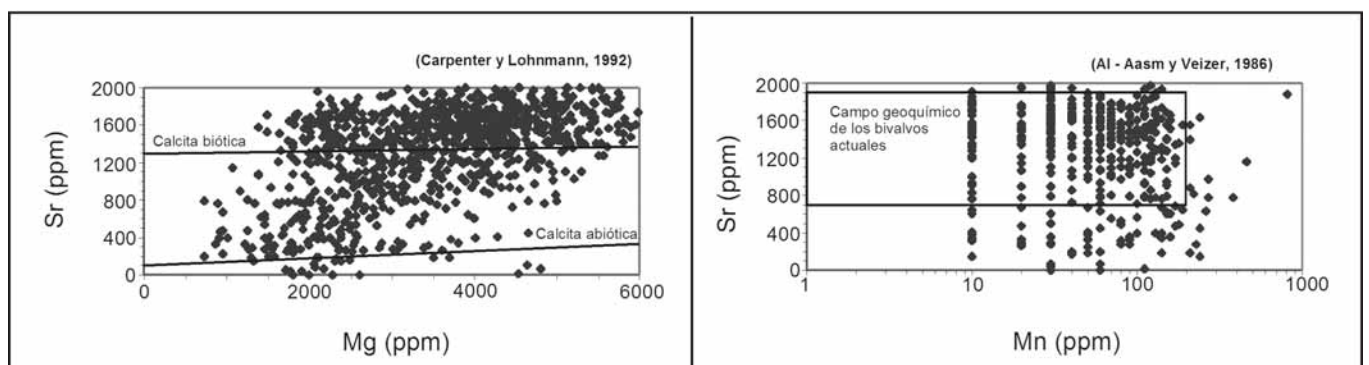 (Carpenter y Lohnmann, 1992)
2000
1600
1200
800
400
0
Sr (ppm)
Calcita biótica
Calcita abiótica
0
2000
4000
6000
Mg (ppm)
(Al - Aasm y Veizer, 1986)
2000
1600
1200
800
400
0
Sr (ppm)
Campo geoquímico
de los bivalvos
actuales
1
10
100
1000
Mn (ppm)